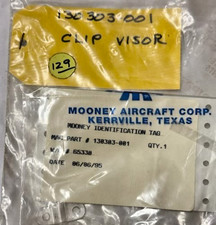 130303-001
CLIP VISOR
129
MOONEY AIRCRAFT CORP.
KERRVILLE, TEXAS
MOONEY IDENTIFICATION TAG
PART # 130303-001 QTY.1
# 65330
DATE 06/06/95